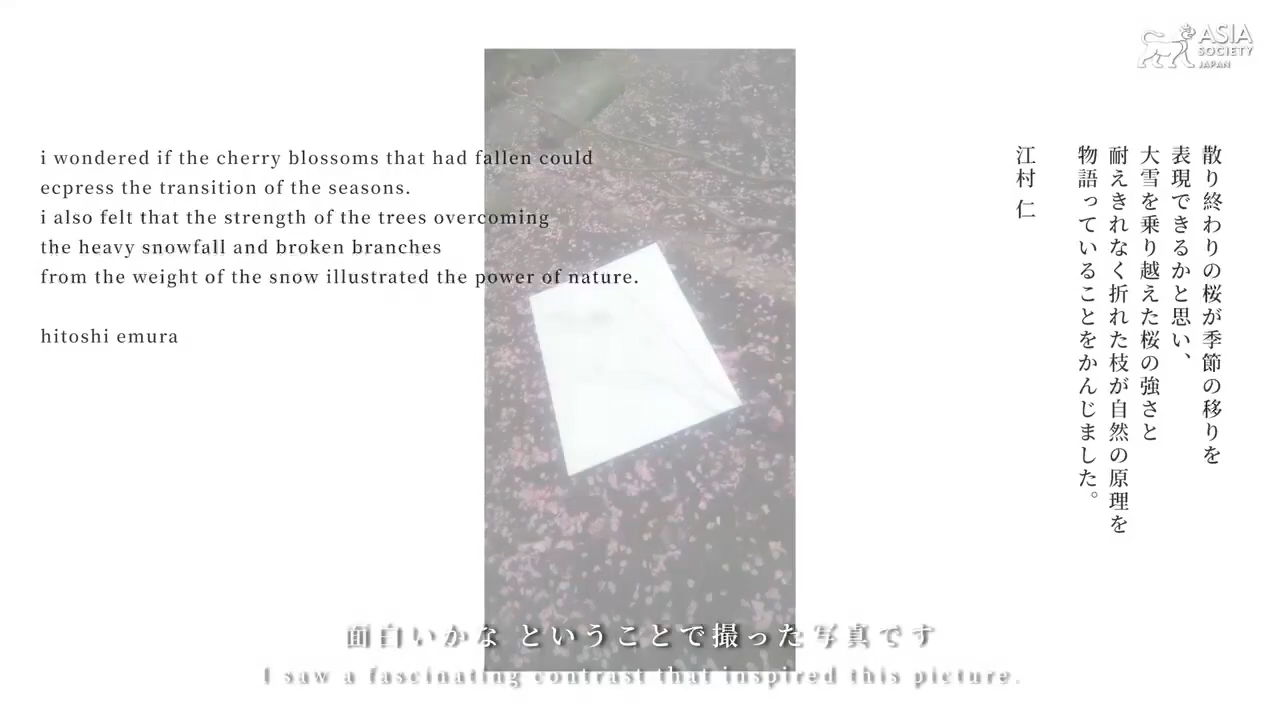 ASIA
SOCIETY
JAPAN
i wondered if the cherry blossoms that had fallen could
ecpress the transition of the seasons.
i also felt that the strength of the trees overcoming
the heavy snowfall and broken branches
from the weight of the snow illustrated the power of nature.
hitoshi emura
散り終わりの桜が季節の移りを
表現できるかと思い、
大雪を乗り越えた桜の強さと
耐えきれなく折れた枝が自然の原理を
物語っていることをかんじました。
江村 仁
面白いかな ということで撮った写真です
I saw a fascinating contrast that inspired this picture.